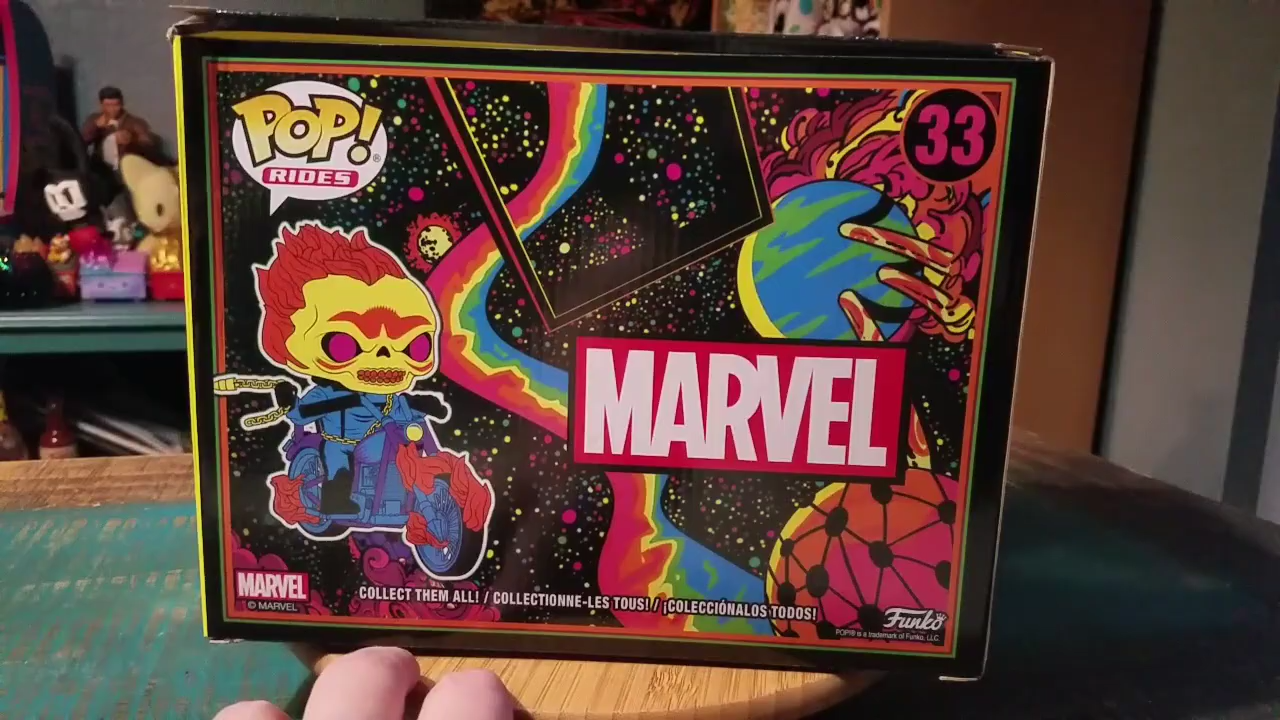 POP!®
RIDES
33
MARVEL
MARVEL
© MARVEL
COLLECT THEM ALL! / COLLECTIONNE-LES TOUS! / ¡COLECCIÓNALOS TODOS!
Funko
POP!® is a trademark of Funko, LLC.